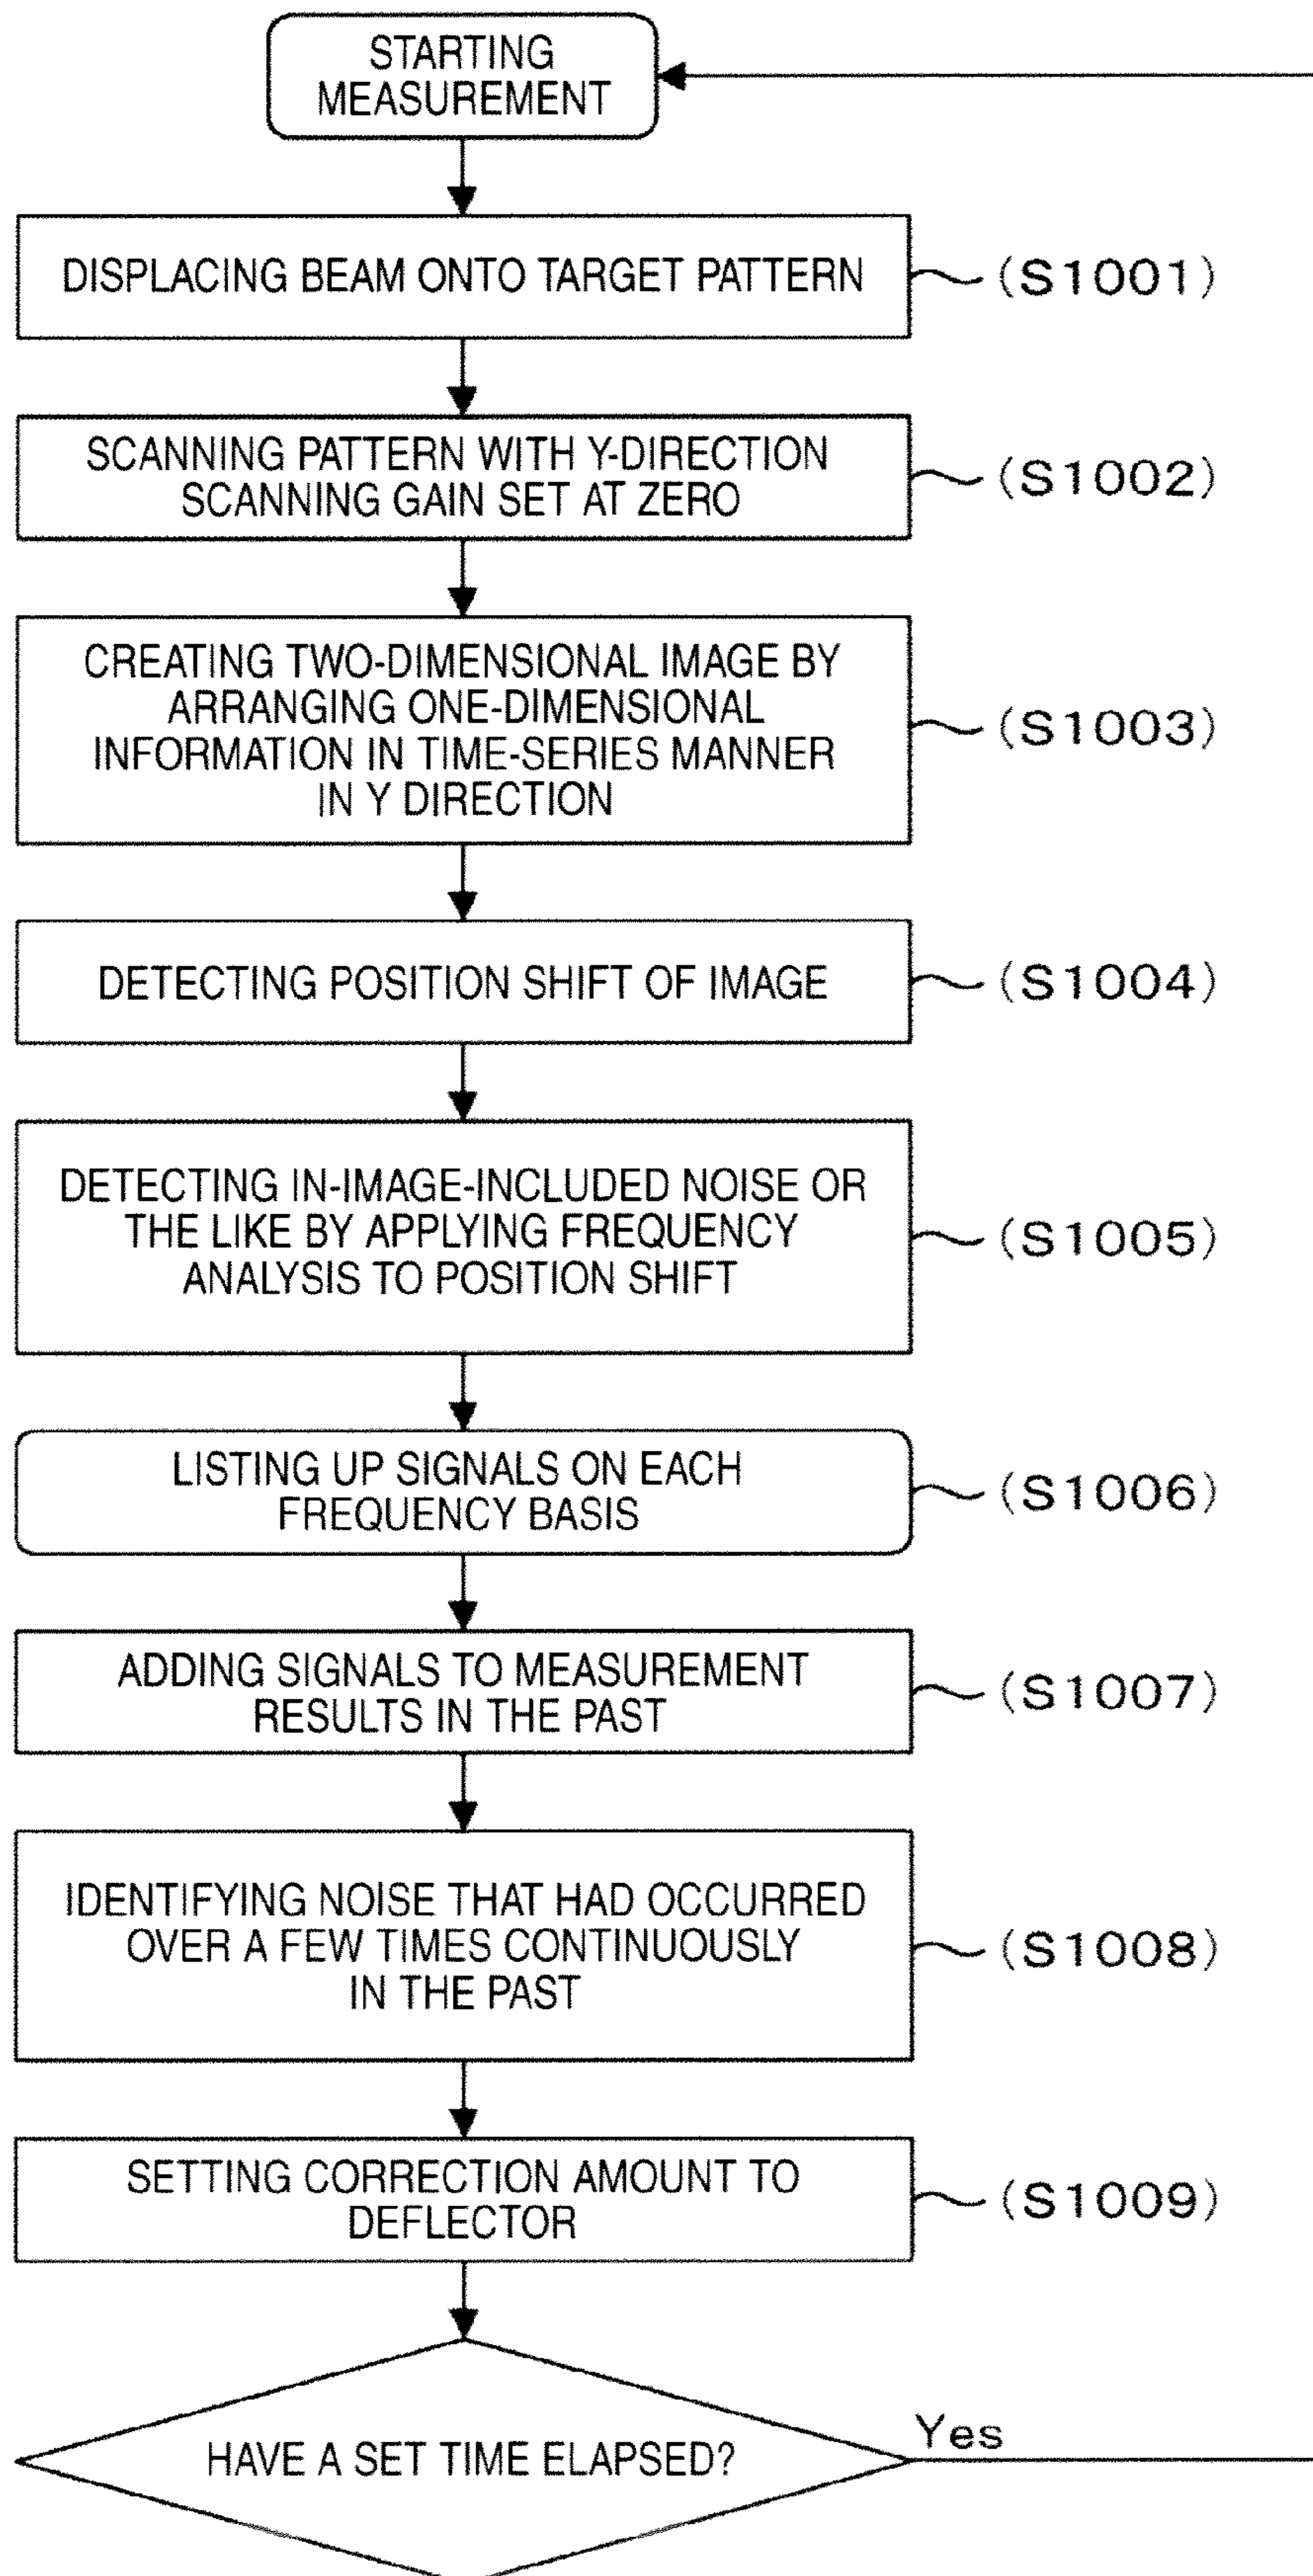 STARTING
MEASUREMENT
DISPLACING BEAM ONTO TARGET PATTERN
(S1001)
SCANNING PATTERN WITH Y-DIRECTION
SCANNING GAIN SET AT ZERO
(S1002)
CREATING TWO-DIMENSIONAL IMAGE BY
ARRANGING ONE-DIMENSIONAL
INFORMATION IN TIME-SERIES MANNER
IN Y DIRECTION
(S1003)
DETECTING POSITION SHIFT OF IMAGE
(S1004)
DETECTING IN-IMAGE-INCLUDED NOISE OR
THE LIKE BY APPLYING FREQUENCY
ANALYSIS TO POSITION SHIFT
(S1005)
LISTING UP SIGNALS ON EACH
FREQUENCY BASIS
(S1006)
ADDING SIGNALS TO MEASUREMENT
RESULTS IN THE PAST
(S1007)
IDENTIFYING NOISE THAT HAD OCCURRED
OVER A FEW TIMES CONTINUOUSLY
IN THE PAST
(S1008)
SETTING CORRECTION AMOUNT TO
DEFLECTOR
(S1009)
HAVE A SET TIME ELAPSED?
Yes